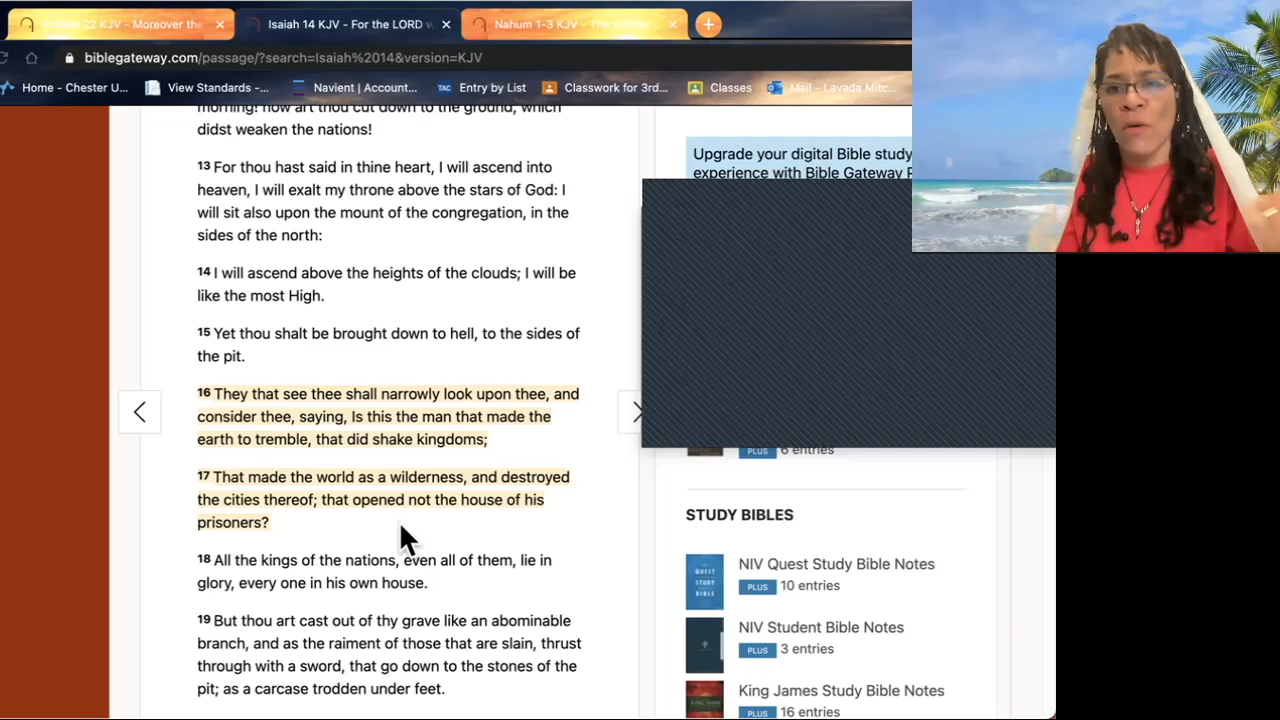 22 KJV - Moreover the
Isaiah 14 KJV - For the LORD
Nahum 1-3 KJV - The
biblegateway.com/passage/?search=Isaiah%2014&version=KJV
Home - Chester U...
View Standards -...
Navient | Account...
TAC Entry by List
Classwork for 3rd...
Classes
Mail - Lavada Mitc...
morning! how art thou cut down to the ground, which
didst weaken the nations!
13 For thou hast said in thine heart, I will ascend into
heaven, I will exalt my throne above the stars of God: I
will sit also upon the mount of the congregation, in the
sides of the north:
14 I will ascend above the heights of the clouds; I will be
like the most High.
15 Yet thou shalt be brought down to hell, to the sides of
the pit.
16 They that see thee shall narrowly look upon thee, and
consider thee, saying, Is this the man that made the
earth to tremble, that did shake kingdoms;
17 That made the world as a wilderness, and destroyed
the cities thereof; that opened not the house of his
prisoners?
18 All the kings of the nations, even all of them, lie in
glory, every one in his own house.
19 But thou art cast out of thy grave like an abominable
branch, and as the raiment of those that are slain, thrust
through with a sword, that go down to the stones of the
pit; as a carcase trodden under feet.
Upgrade your digital Bible study
experience with Bible Gateway
PLUS 6 entries
STUDY BIBLES
NIV Quest Study Bible Notes
PLUS 10 entries
NIV Student Bible Notes
PLUS 3 entries
King James Study Bible Notes
PLUS 16 entries